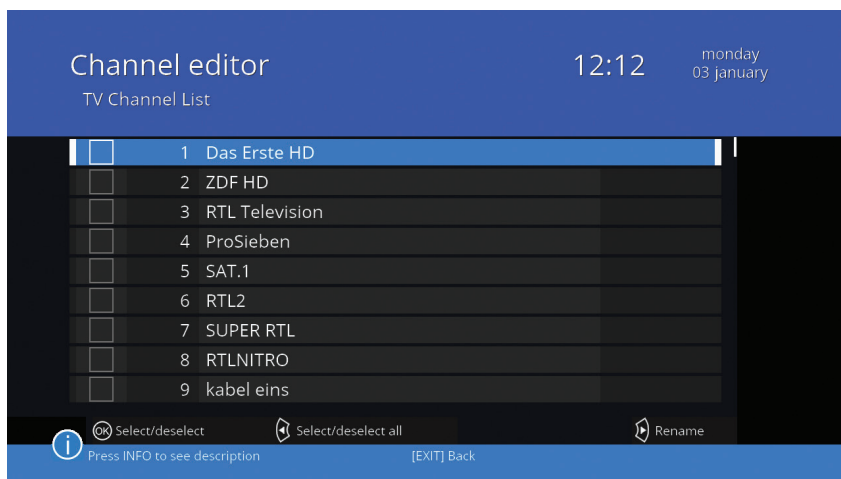 Channel editor
12:12
monday
03 january
TV Channel List
1 Das Erste HD
2 ZDF HD
3 RTL Television
4 ProSieben
5 SAT.1
6 RTL2
7 SUPER RTL
8 RTLNITRO
9 kabel eins
OK Select/deselect
Select/deselect all
Rename
i
Press INFO to see description
[EXIT] Back